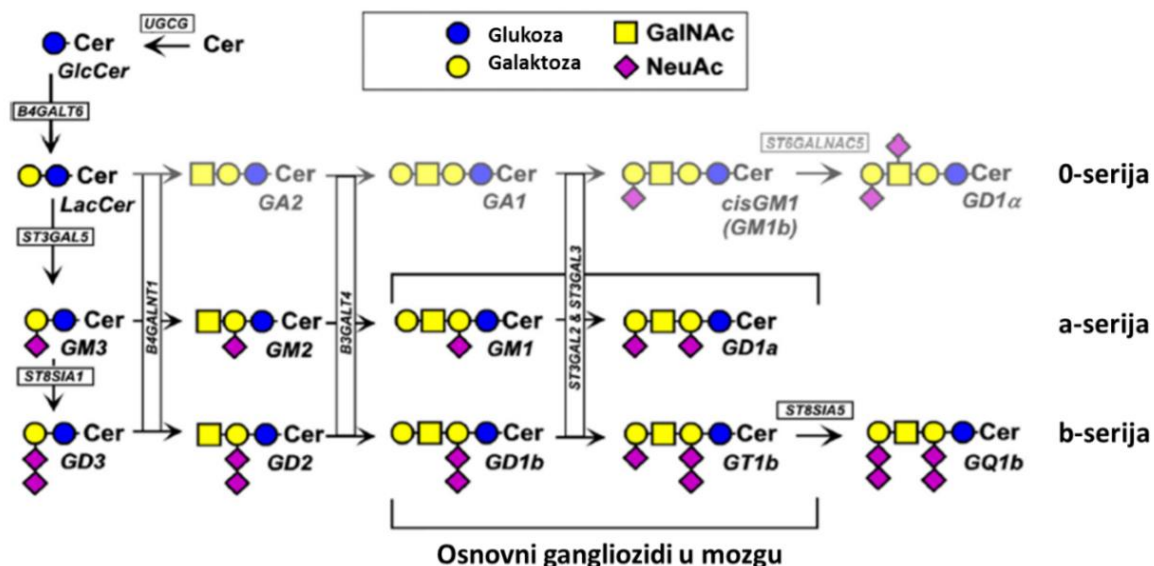 UGCG
Cer
Cer
GlcCer
Glukoza
GalNAc
Galaktoza
NeuAc
B4GALT6
ST6GALNAC5
Cer
LacCer
Cer
GA2
Cer
GA1
Cer
cisGM1
(GM1b)
Cer
GD1α
0-serija
ST3GAL5
B4GALNT1
B3GALT4
ST3GAL2 & ST3GAL3
Cer
GM3
Cer
GM2
Cer
GM1
Cer
GD1a
a-serija
ST8SIA1
ST8SIA5
Cer
GD3
Cer
GD2
Cer
GD1b
Cer
GT1b
Cer
GQ1b
b-serija
Osnovni gangliozidi u mozgu